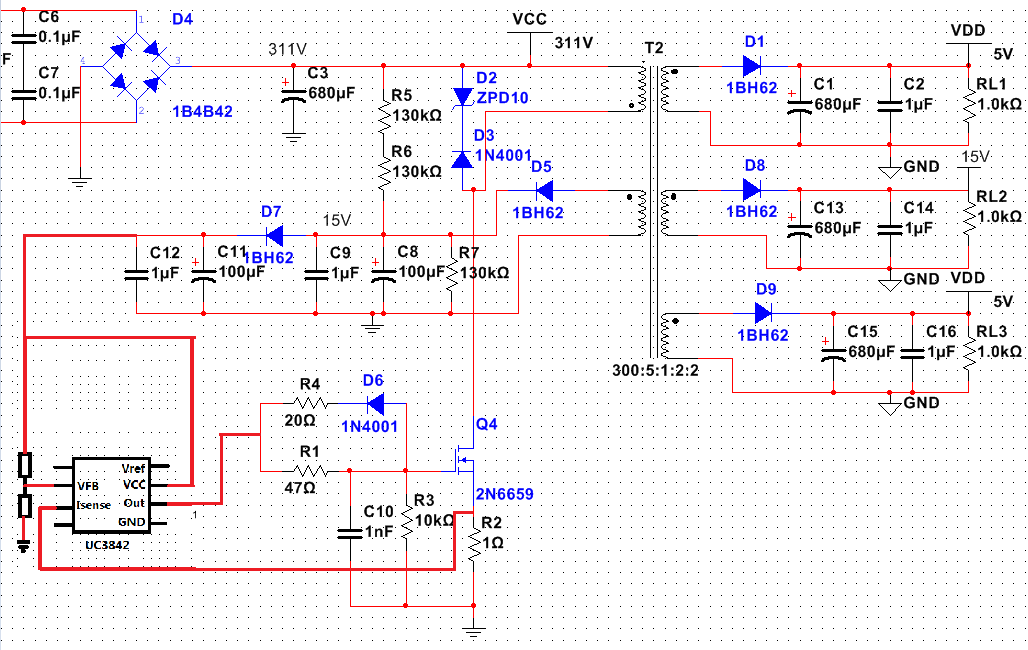 C6
0.1µF
C7
0.1µF
F
D4
1
4
3
2
1B4B42
311V
C3
680µF
R5
130kΩ
R6
130kΩ
D2
ZPD10
D3
1N4001
VCC
311V
T2
D1
1BH62
C1
680µF
C2
1µF
VDD
5V
RL1
1.0kΩ
GND
15V
D5
1BH62
D8
1BH62
C13
680µF
C14
1µF
RL2
1.0kΩ
GND
VDD
5V
D9
1BH62
C15
680µF
C16
1µF
RL3
1.0kΩ
GND
300:5:1:2:2
D7
1BH62
15V
C12
1µF
C11
100µF
C9
1µF
C8
100µF
R7
130kΩ
R4
20Ω
D6
1N4001
R1
47Ω
Q4
2N6659
C10
1nF
R3
10kΩ
R2
1Ω
Vref
VFB
VCC
Isense
Out
GND
1
UC3842